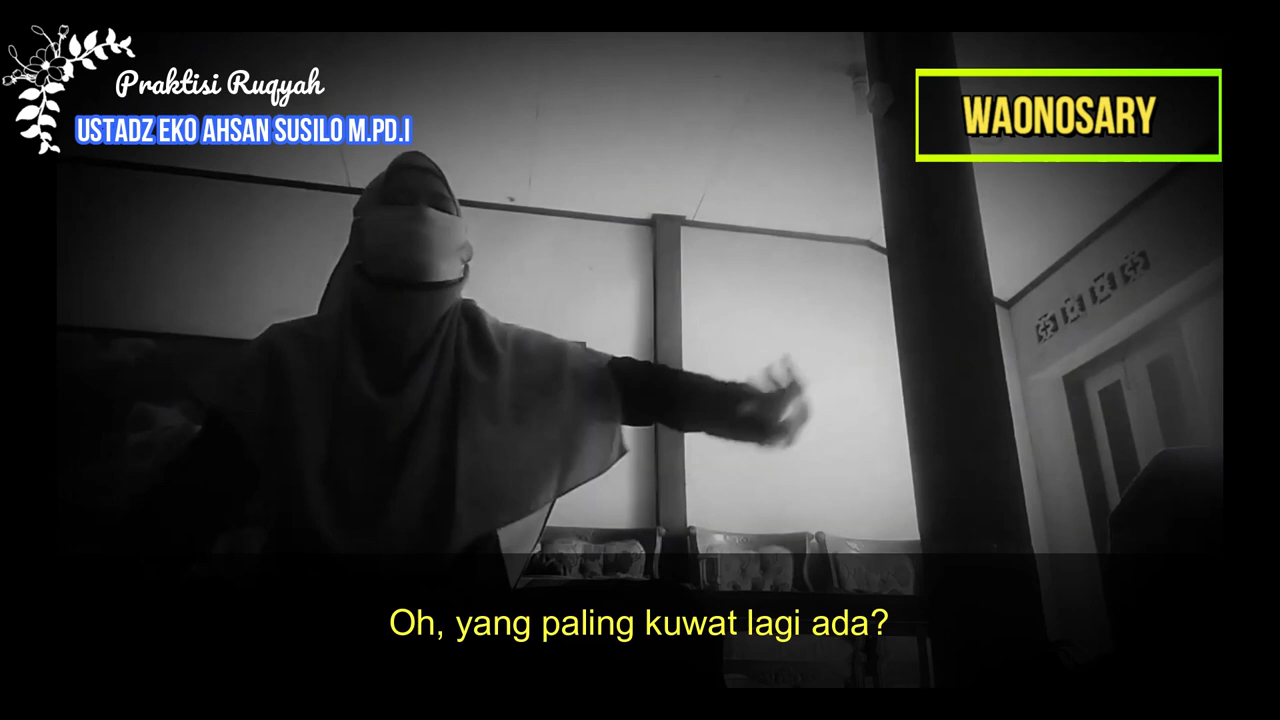 Praktisi Ruqyah
USTADZ EKO AHSAN SUSILO M.PD.I
WAONOSARY
Oh, yang paling kuwat lagi ada?